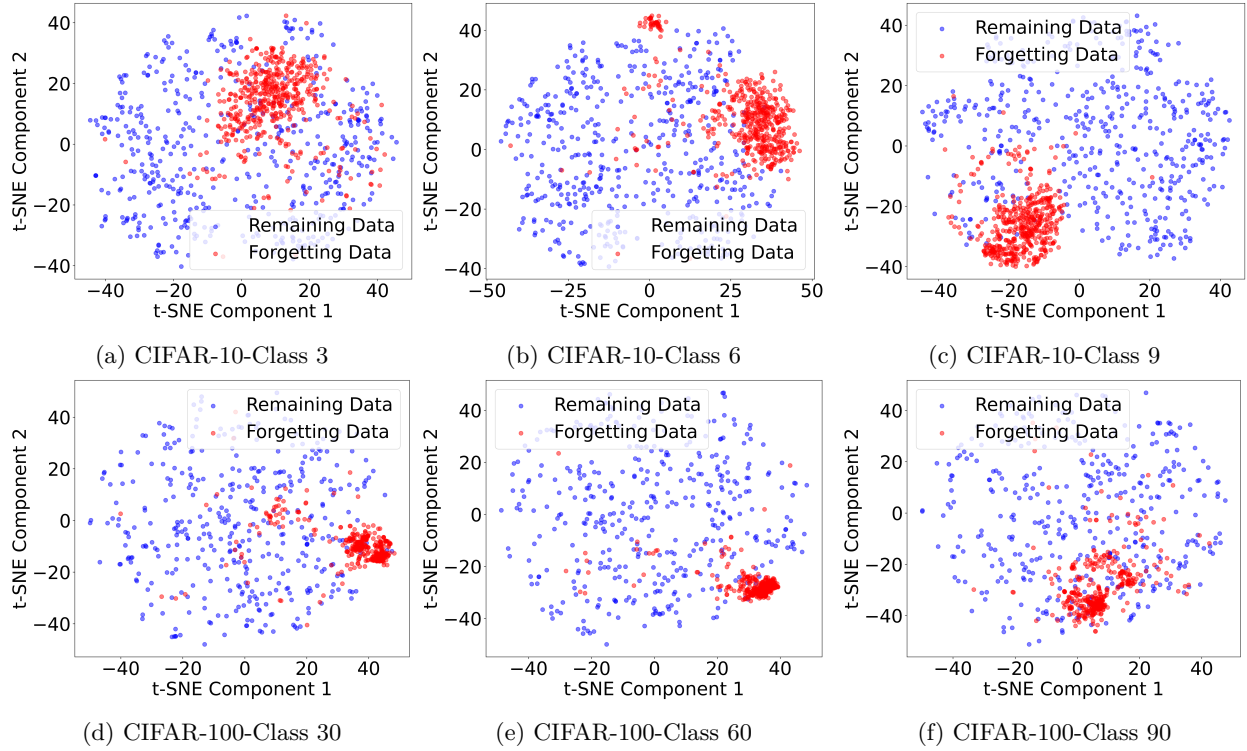 t-SNE Component 2
40
20
0
−20
−40
−40
−20
0
20
40
t-SNE Component 1
Remaining Data
Forgetting Data
(a) CIFAR-10-Class 3
t-SNE Component 2
40
20
0
−20
−40
−50
−25
0
25
50
t-SNE Component 1
Remaining Data
Forgetting Data
(b) CIFAR-10-Class 6
t-SNE Component 2
40
20
0
−20
−40
−40
−20
0
20
40
t-SNE Component 1
Remaining Data
Forgetting Data
(c) CIFAR-10-Class 9
t-SNE Component 2
40
20
0
−20
−40
−40
−20
0
20
40
t-SNE Component 1
Remaining Data
Forgetting Data
(d) CIFAR-100-Class 30
t-SNE Component 2
40
20
0
−20
−40
−40
−20
0
20
40
t-SNE Component 1
Remaining Data
Forgetting Data
(e) CIFAR-100-Class 60
t-SNE Component 2
40
20
0
−20
−40
−40
−20
0
20
40
t-SNE Component 1
Remaining Data
Forgetting Data
(f) CIFAR-100-Class 90